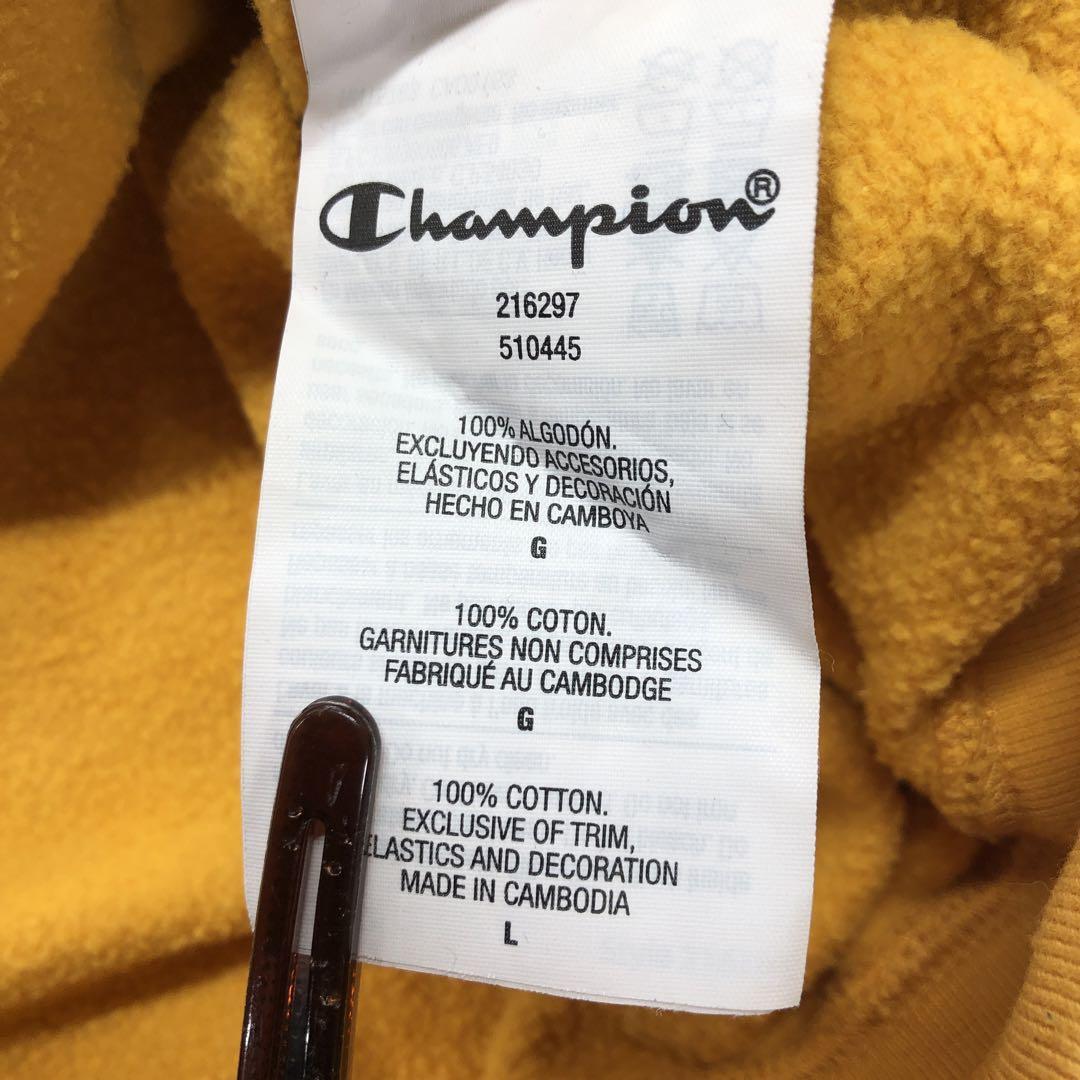 Champion®
216297
510445
100% ALGODÓN.
EXCLUYENDO ACCESORIOS,
ELÁSTICOS Y DECORACIÓN
HECHO EN CAMBOYA
G
100% COTON.
GARNITURES NON COMPRISES
FABRIQUÉ AU CAMBODGE
G
100% COTTON.
EXCLUSIVE OF TRIM,
ELASTICS AND DECORATION
MADE IN CAMBODIA
L